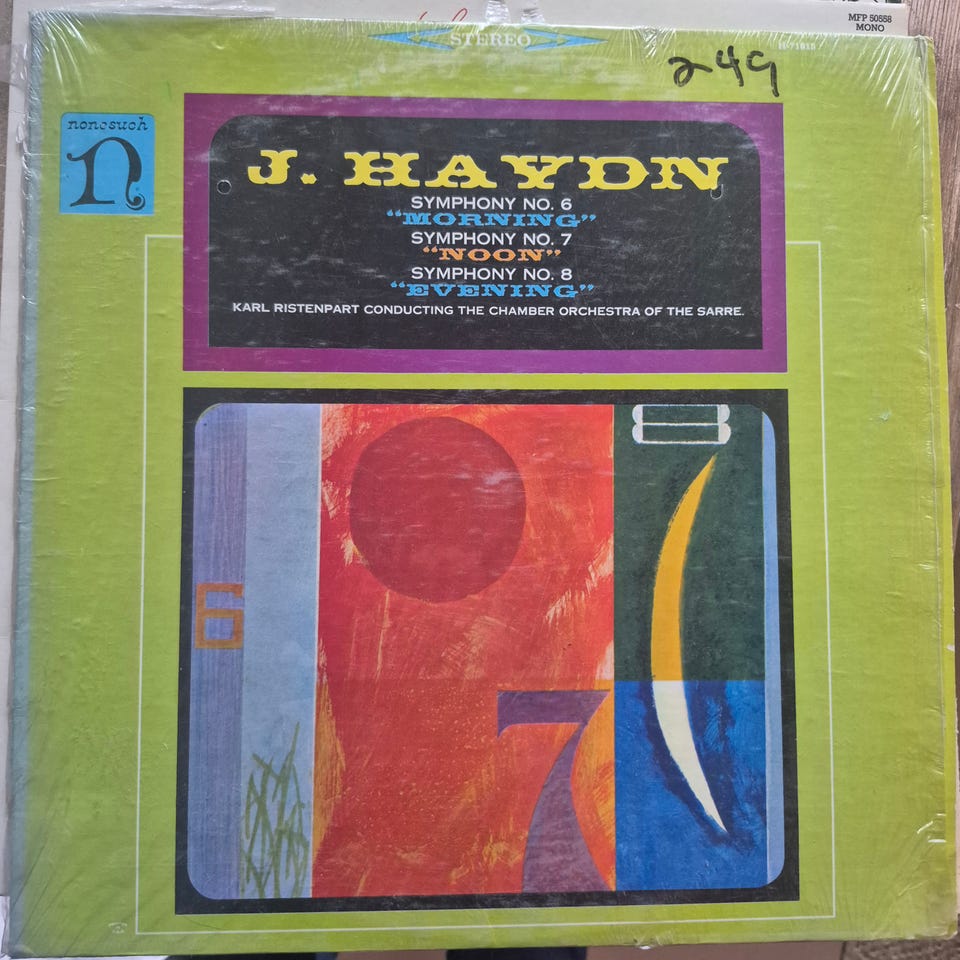 MFP 50558
MONO
STEREO
H-71015
249
nonesuch
n
J. HAYDN
SYMPHONY NO. 6
“MORNING”
SYMPHONY NO. 7
“NOON”
SYMPHONY NO. 8
“EVENING”
KARL RISTENPART CONDUCTING THE CHAMBER ORCHESTRA OF THE SARRE.
8
6
7